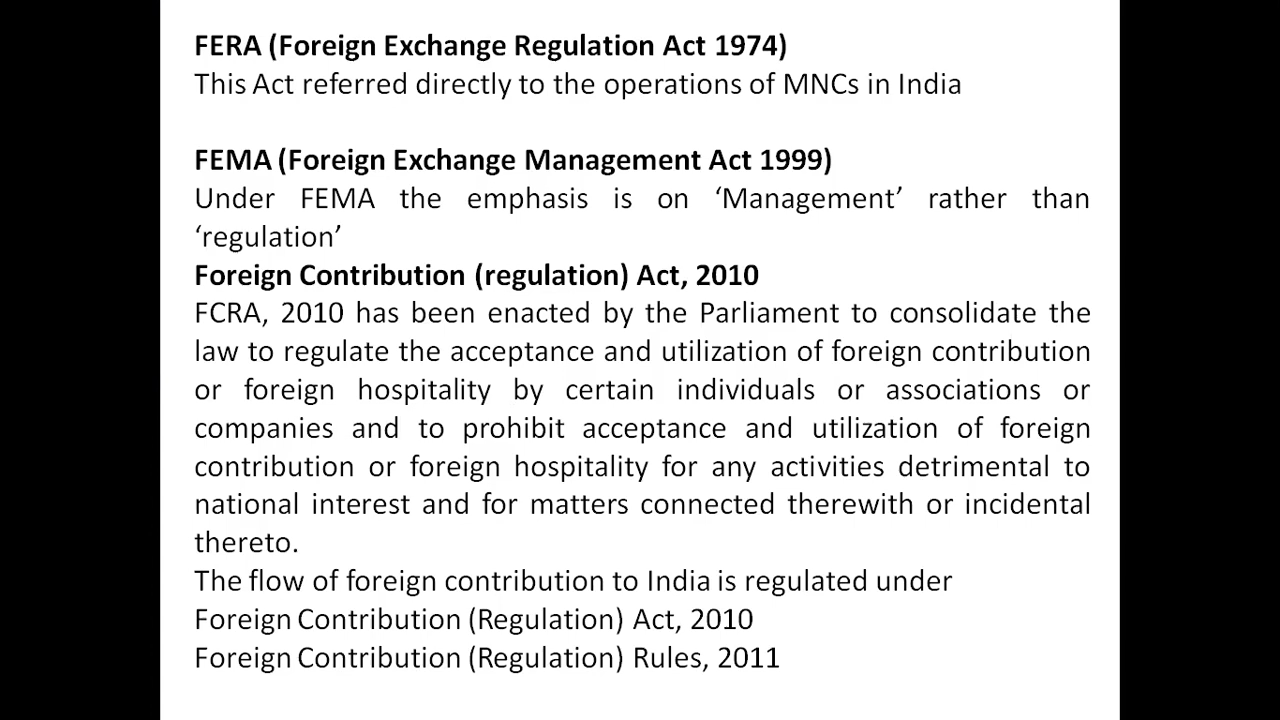 FERA (Foreign Exchange Regulation Act 1974)
This Act referred directly to the operations of MNCs in India
FEMA (Foreign Exchange Management Act 1999)
Under FEMA the emphasis is on ‘Management’ rather than
‘regulation’
Foreign Contribution (regulation) Act, 2010
FCRA, 2010 has been enacted by the Parliament to consolidate the
law to regulate the acceptance and utilization of foreign contribution
or foreign hospitality by certain individuals or associations or
companies and to prohibit acceptance and utilization of foreign
contribution or foreign hospitality for any activities detrimental to
national interest and for matters connected therewith or incidental
thereto.
The flow of foreign contribution to India is regulated under
Foreign Contribution (Regulation) Act, 2010
Foreign Contribution (Regulation) Rules, 2011